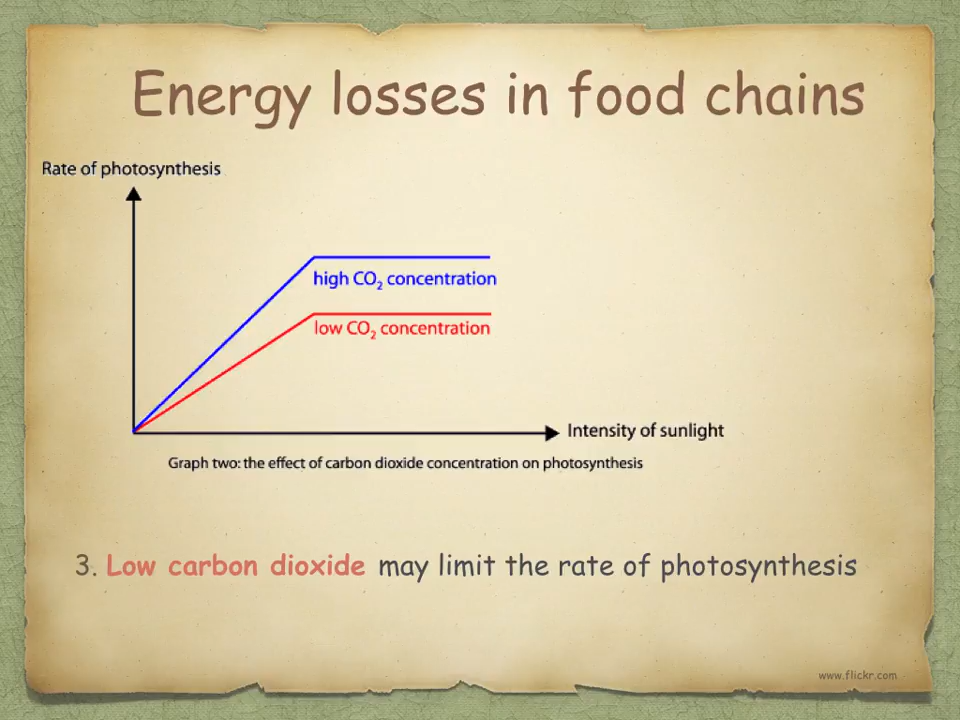 Energy losses in food chains
Rate of photosynthesis
high CO₂ concentration
low CO₂ concentration
Intensity of sunlight
Graph two: the effect of carbon dioxide concentration on photosynthesis
3. Low carbon dioxide may limit the rate of photosynthesis
www.flickr.com